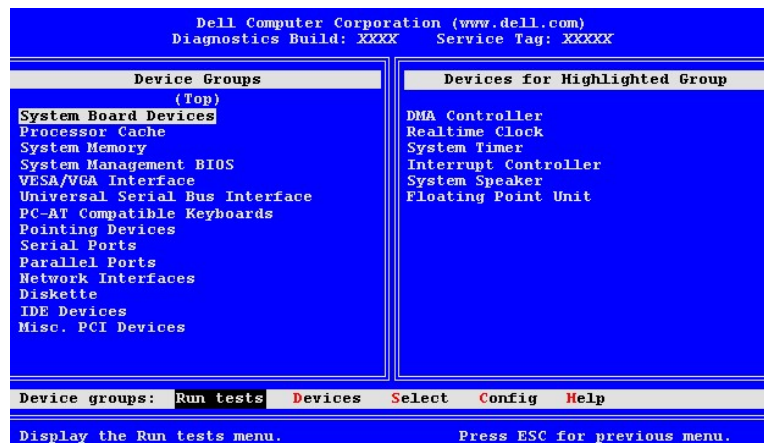 Dell Computer Corporation (www.dell.com)
Diagnostics Build: XXXX Service Tag: XXXXX
Device Groups
(Top)
System Board Devices
Processor Cache
System Memory
System Management BIOS
VESA/VGA Interface
Universal Serial Bus Interface
PC-AT Compatible Keyboards
Pointing Devices
Serial Ports
Parallel Ports
Network Interfaces
Diskette
IDE Devices
Misc. PCI Devices
Devices for Highlighted Group
DMA Controller
Realtime Clock
System Timer
Interrupt Controller
System Speaker
Floating Point Unit
Device groups: Run tests Devices Select Config Help
Display the Run tests menu. Press ESC for previous menu.